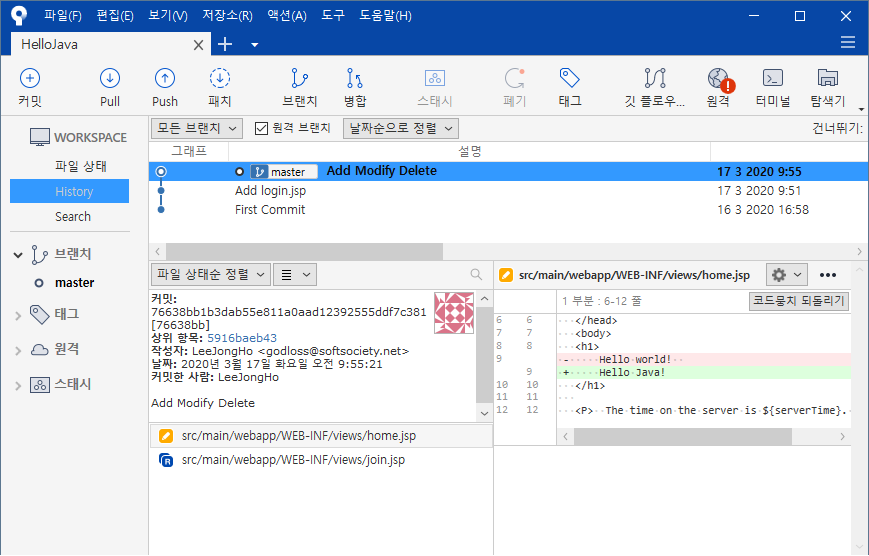 파일(F) 편집(E) 보기(V) 저장소(R) 액션(A) 도구 도움말(H)
HelloJava
커밋 Pull Push 패치 브랜치 병합 스태시 폐기 태그 깃 플로우... 원격 터미널 탐색기
WORKSPACE
파일 상태
History
Search
브랜치
master
태그
원격
스태시
모든 브랜치 원격 브랜치 날짜순으로 정렬 건너뛰기:
그래프 설명
master Add Modify Delete 17 3 2020 9:55
Add login.jsp 17 3 2020 9:51
First Commit 16 3 2020 16:58
파일 상태순 정렬
커밋:
76638bb1b3dab55e811a0aad12392555ddf7c381
[76638bb]
상위 항목: 5916baeb43
작성자: LeeJongHo <godloss@softsociety.net>
날짜: 2020년 3월 17일 화요일 오전 9:55:21
커밋한 사람: LeeJongHo
Add Modify Delete
src/main/webapp/WEB-INF/views/home.jsp
src/main/webapp/WEB-INF/views/join.jsp
src/main/webapp/WEB-INF/views/home.jsp
1 부분 : 6-12 줄 코드뭉치 되돌리기
6 6 </head>
7 7 <body>
8 8 <h1>
9 - Hello world!
9 + Hello Java!
10 10 </h1>
11 11
12 12 <P> The time on the server is ${serverTime}.